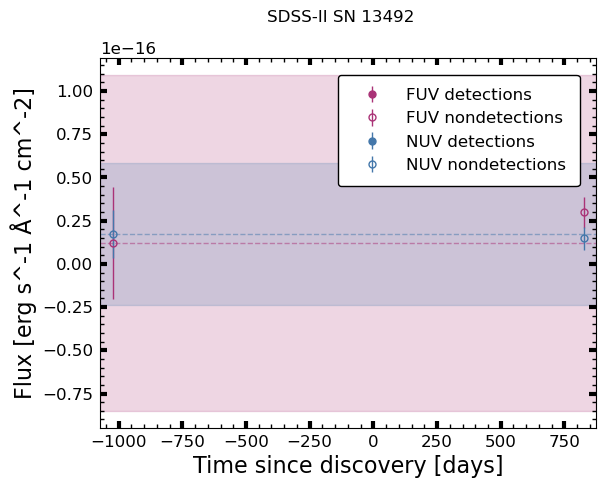 SDSS-II SN 13492
1e−16
1.00
0.75
0.50
0.25
0.00
−0.25
−0.50
−0.75
Flux [erg s^-1 Å^-1 cm^-2]
FUV detections
FUV nondetections
NUV detections
NUV nondetections
−1000 −750 −500 −250 0 250 500 750
Time since discovery [days]